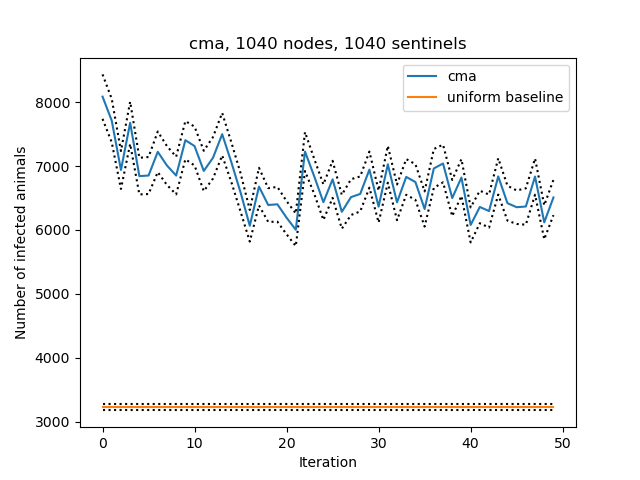 cma, 1040 nodes, 1040 sentinels
cma
uniform baseline
Number of infected animals
8000
7000
6000
5000
4000
3000
0 10 20 30 40 50
Iteration